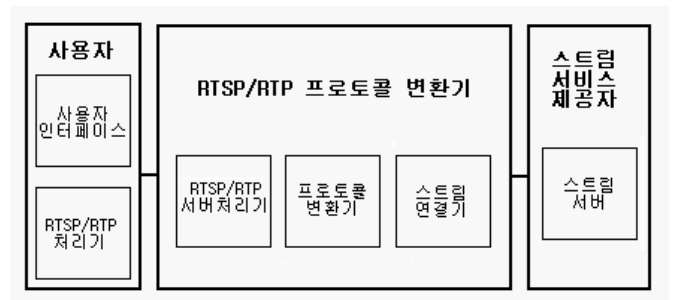 사용자
사용자
인터페이스
RTSP/RTP
처리기
RTSP/RTP 프로토콜 변환기
RTSP/RTP
서버처리기
프로토콜
변환기
스트림
연결기
스트림
서비스
제공자
스트림
서버